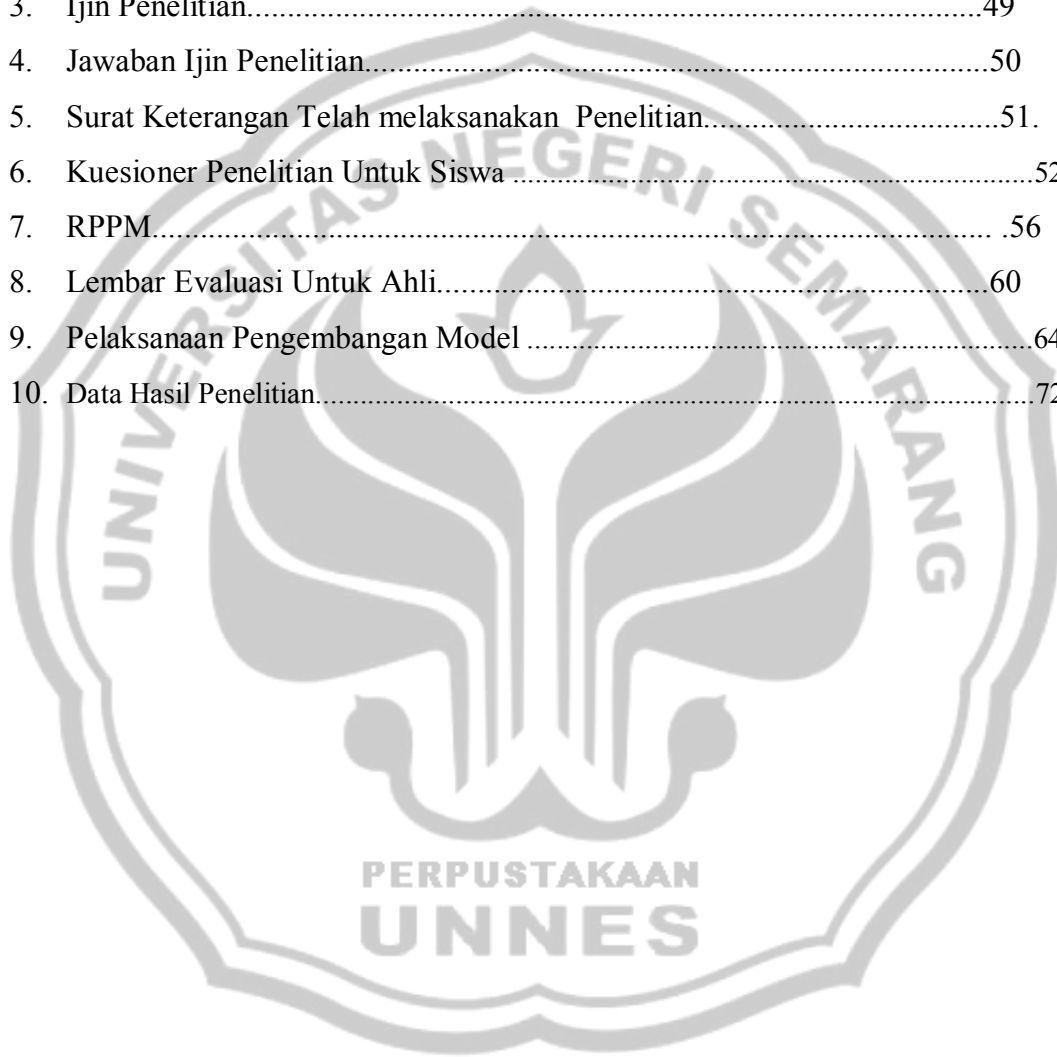 3. Ijin Penelitian..........................................................................................49
4. Jawaban Ijin Penelitian............................................................................50
5. Surat Keterangan Telah melaksanakan  Penelitian....................................51.
6. Kuesioner Penelitian Untuk Siswa ...............................................................52
7. RPPM....................................................................................................... .56
8. Lembar Evaluasi Untuk Ahli....................................................................60
9. Pelaksanaan Pengembangan Model ..............................................................64
10. Data Hasil Penelitian.........................................................................................72
UNIVERSITAS NEGERI SEMARANG
PERPUSTAKAAN
UNNES